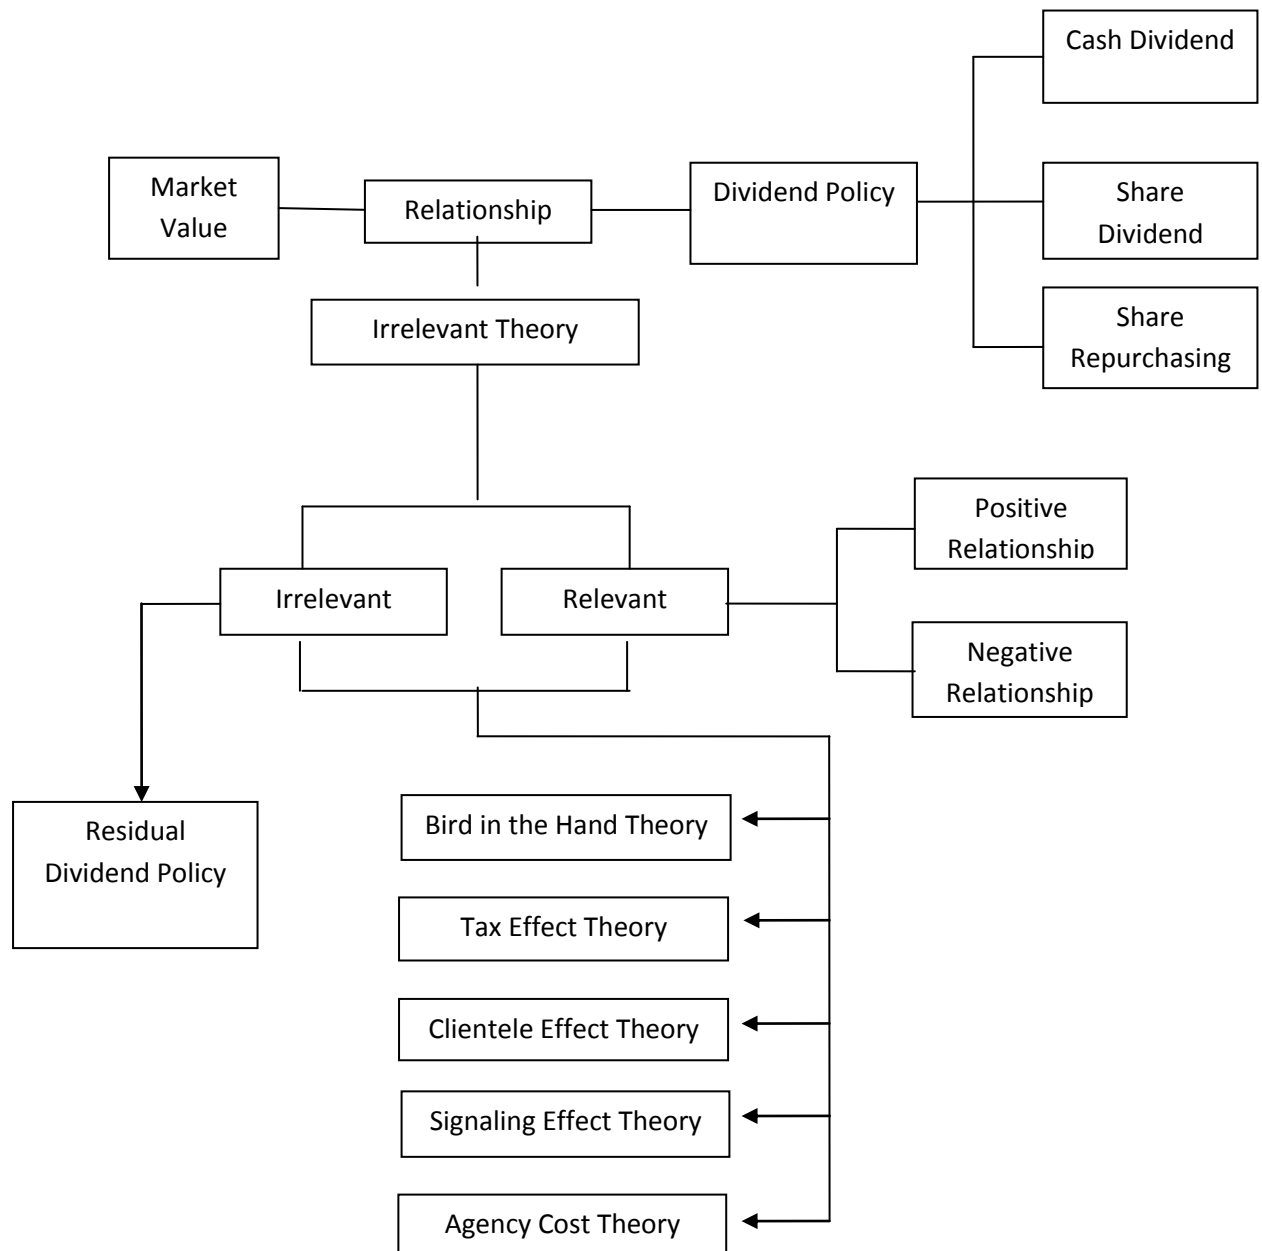 Cash Dividend
Market
Value
Relationship
Dividend Policy
Share
Dividend
Share
Repurchasing
Irrelevant Theory
Positive
Relationship
Irrelevant
Relevant
Negative
Relationship
Residual
Dividend Policy
Bird in the Hand Theory
Tax Effect Theory
Clientele Effect Theory
Signaling Effect Theory
Agency Cost Theory